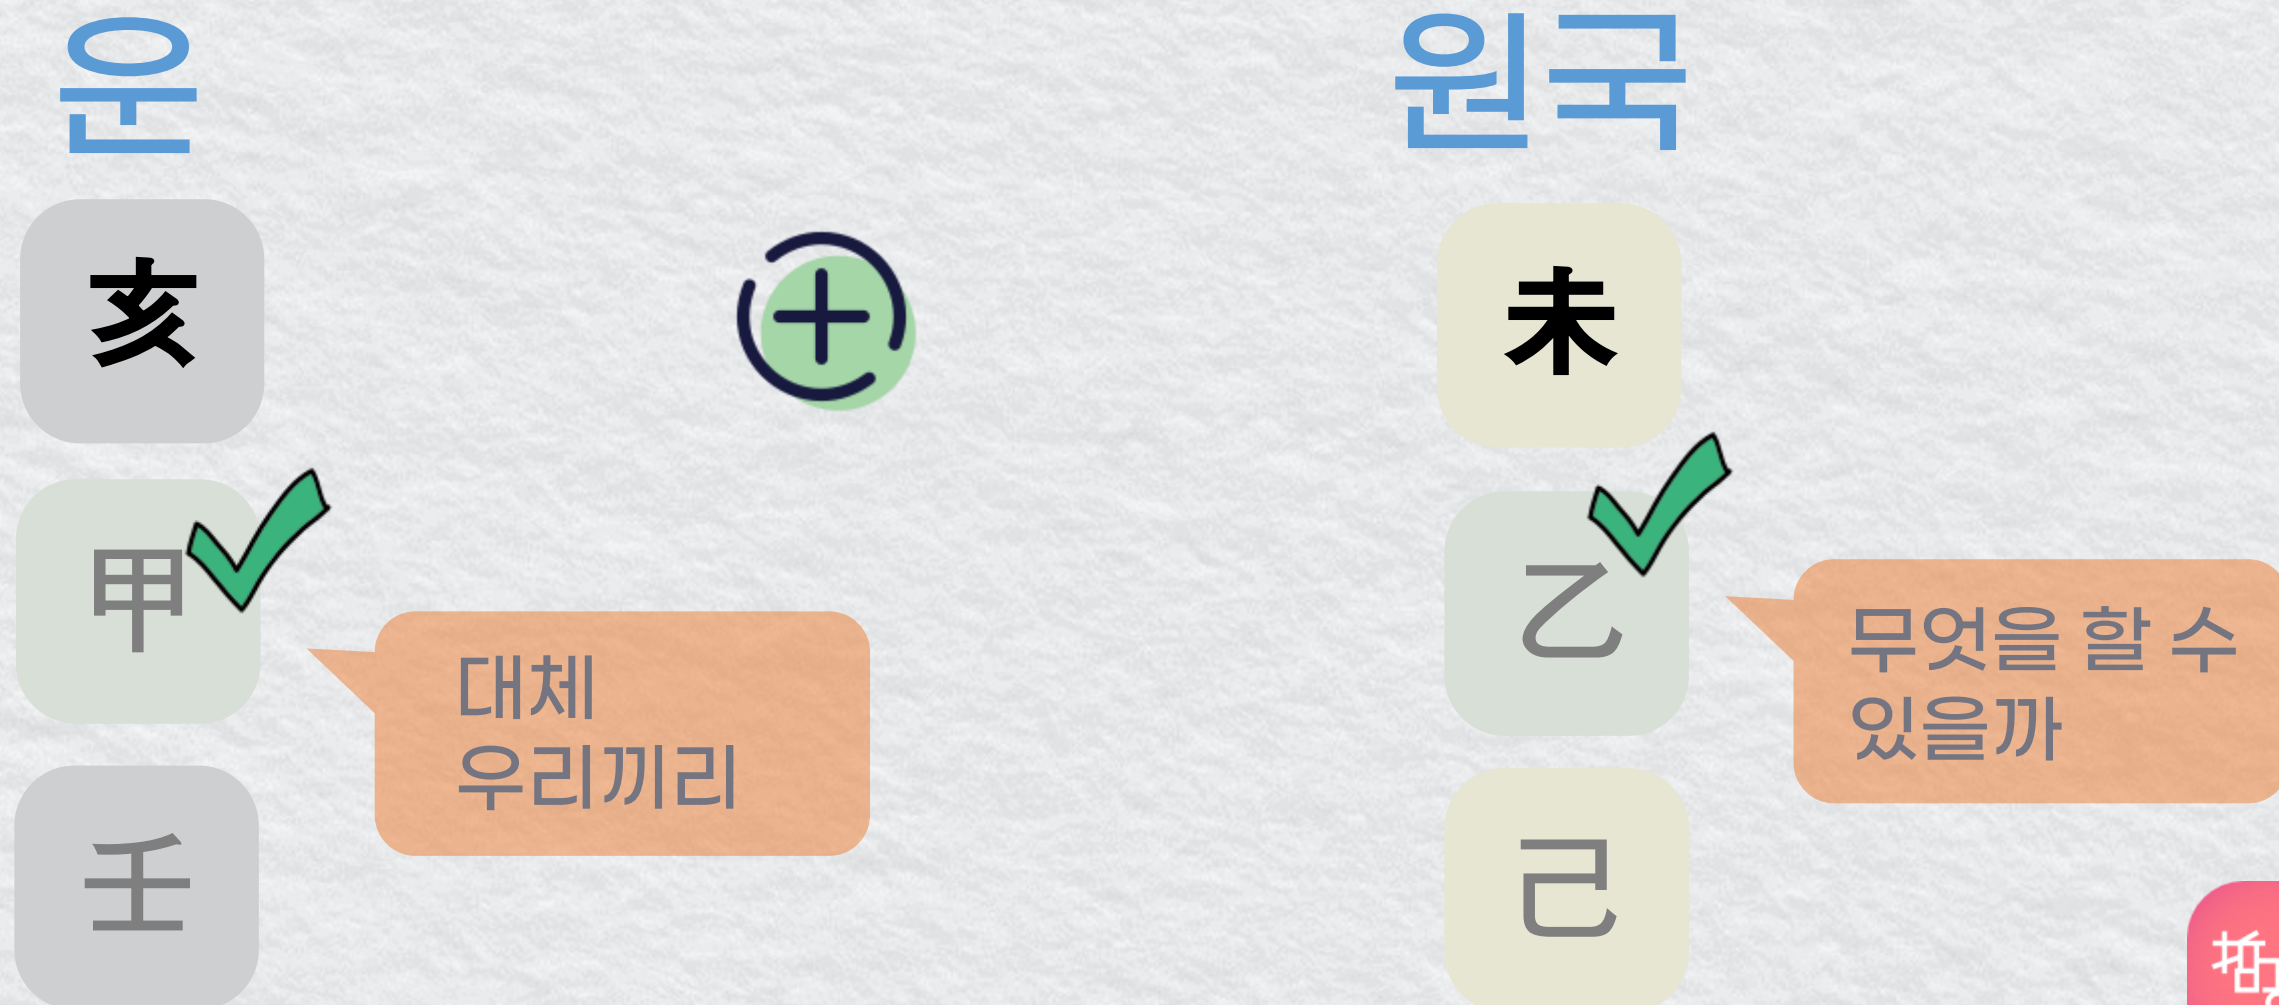 운
원국
亥
未
甲
乙
대체
우리끼리
무엇을 할 수
있을까
壬
己